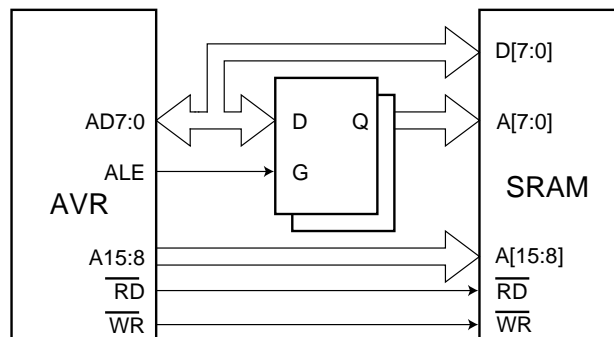 D[7:0]
AD7:0
D
Q
A[7:0]
ALE
G
AVR
SRAM
A15:8
A[15:8]
RD
RD
WR
WR